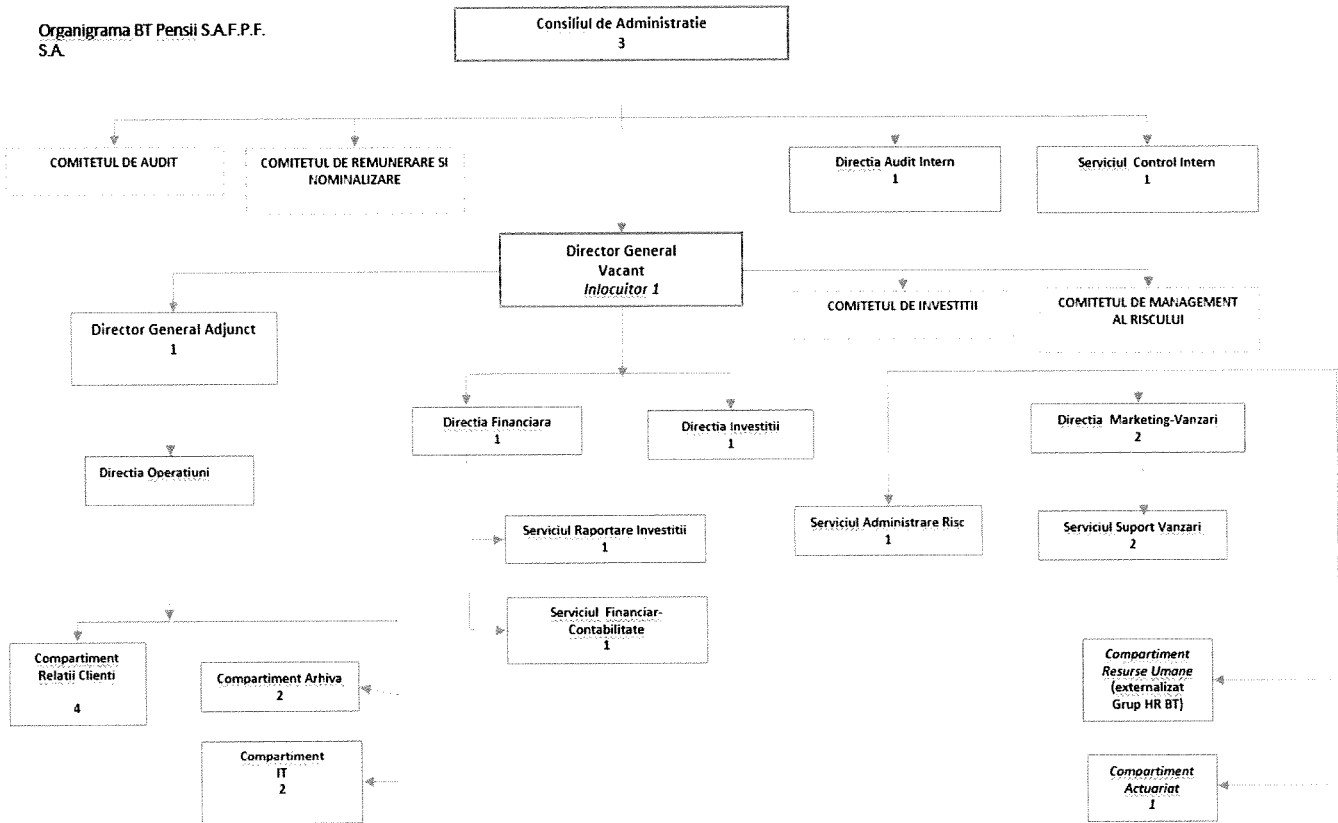 Organigrama BT Pensii S.A.F.P.F.
S.A.
Consiliul de Administratie
3
COMITETUL DE AUDIT
COMITETUL DE REMUNERARE SI
NOMINALIZARE
Directia Audit Intern
1
Serviciul Control Intern
1
Director General
Vacant
Inlocuitor 1
COMITETUL DE INVESTITII
COMITETUL DE MANAGEMENT
AL RISCULUI
Director General Adjunct
1
Directia Financiara
1
Directia Investitii
1
Directia Marketing-Vanzari
2
Directia Operatiuni
Serviciul Raportare Investitii
1
Serviciul Administrare Risc
1
Serviciul Suport Vanzari
2
Serviciul Financiar-
Contabilitate
1
Compartiment
Relatii Clienti
4
Compartiment Arhiva
2
Compartiment
Resurse Umane
(externalizat
Grup HR BT)
Compartiment
IT
2
Compartiment
Actuariat
1